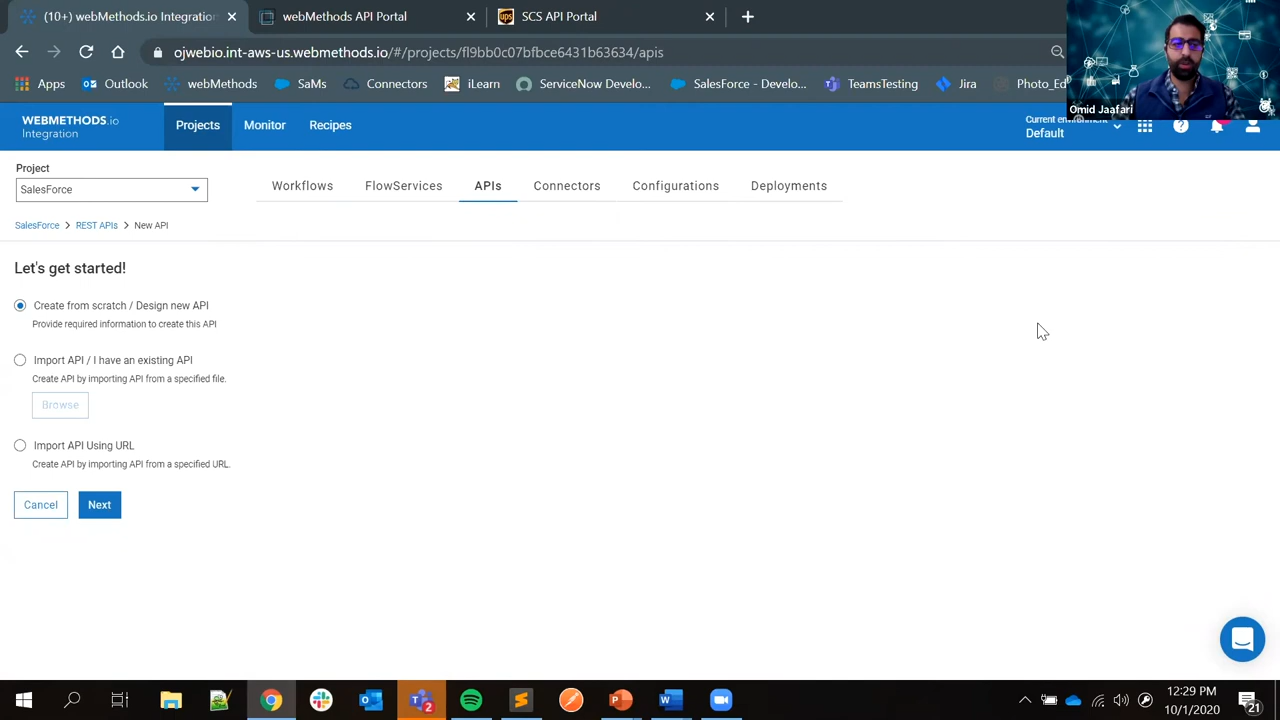 (10+) webMethods.io Integration
webMethods API Portal
ups
SCS API Portal
ojwebio.int-aws-us.webmethods.io/#/projects/fl9bb0c07bfbce6431b63634/apis
Apps
Outlook
webMethods
SaMs
Connectors
iLearn
ServiceNow Develo...
SalesForce - Develo...
TeamsTesting
Jira
Photo_Ed
Omid Jaafari
WEBMETHODS.io
Integration
Projects
Monitor
Recipes
Current environment
Default
Project
SalesForce
Workflows
FlowServices
APIs
Connectors
Configurations
Deployments
SalesForce > REST APIs > New API
Let's get started!
Create from scratch / Design new API
Provide required information to create this API
Import API / I have an existing API
Create API by importing API from a specified file.
Browse
Import API Using URL
Create API by importing API from a specified URL.
Cancel
Next
2
12:29 PM
10/1/2020
21